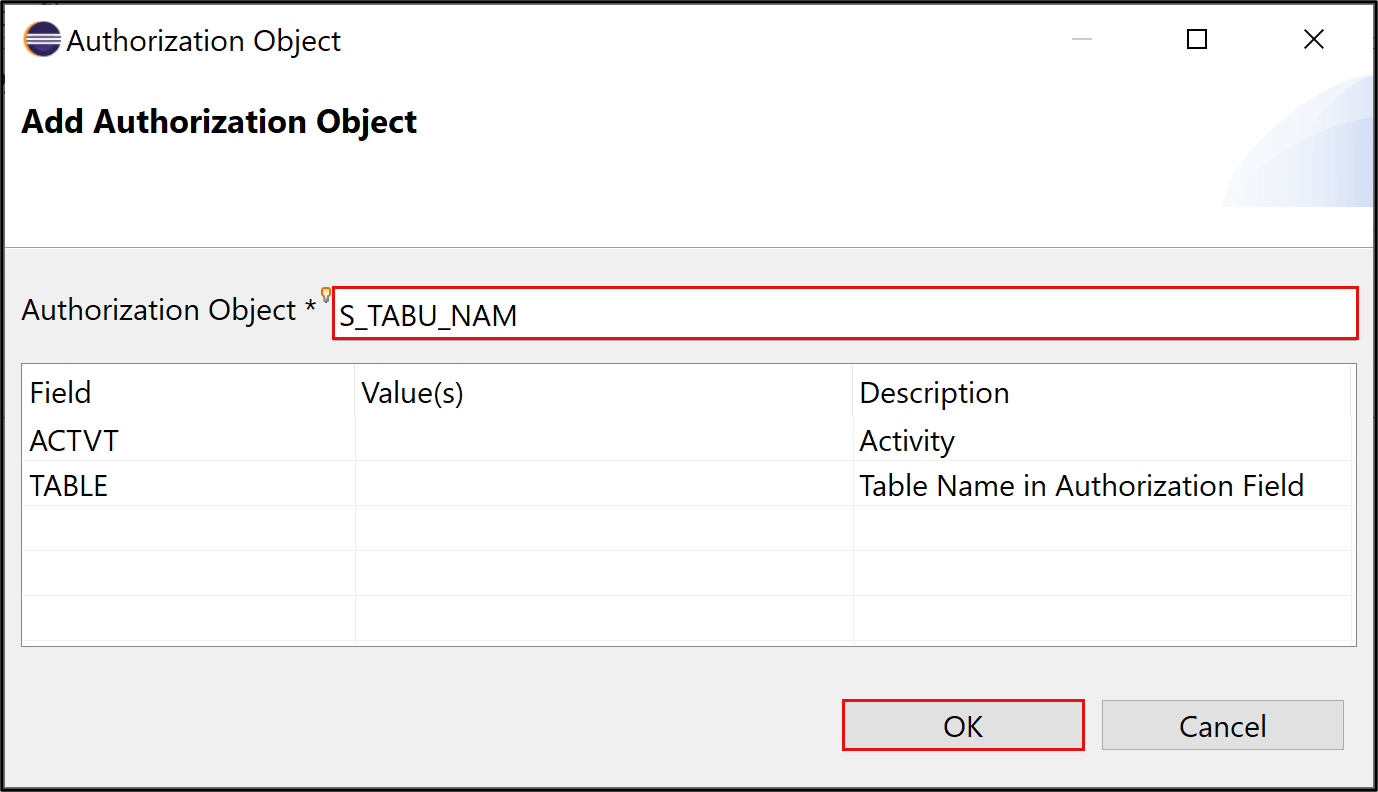 Authorization Object
Add Authorization Object
Authorization Object * S_TABU_NAM
Field Value(s) Description
ACTVT Activity
TABLE Table Name in Authorization Field
OK Cancel